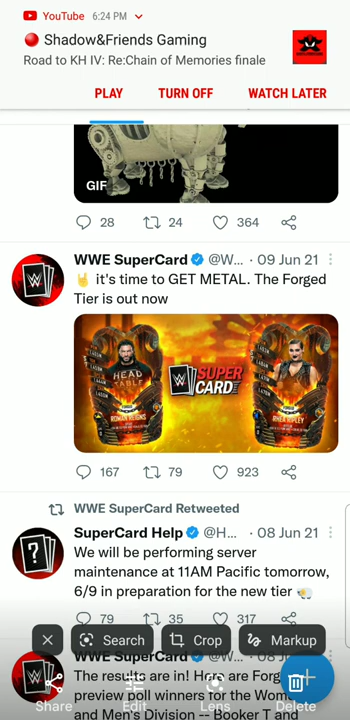 YouTube 6:24 PM
Shadow&Friends Gaming
Road to KH IV: Re:Chain of Memories finale
PLAY TURN OFF WATCH LATER
GIF
28 24 364
WWE SuperCard @W... · 09 Jun 21
🤘 it's time to GET METAL. The Forged
Tier is out now
HEAD
TABLE
ROMAN REIGNS
SUPER
CARD
RHEA RIPLEY
167 79 923
WWE SuperCard Retweeted
SuperCard Help @H... · 08 Jun 21
We will be performing server
maintenance at 11AM Pacific tomorrow,
6/9 in preparation for the new tier 🐏
79 35 317
Search Crop Markup
WWE SuperCard @W... · 08 Jun
The results are in! Here are Forg
preview poll winners for the Wom
and Men's Division -- Booker T and
Share Edit Lens Delete